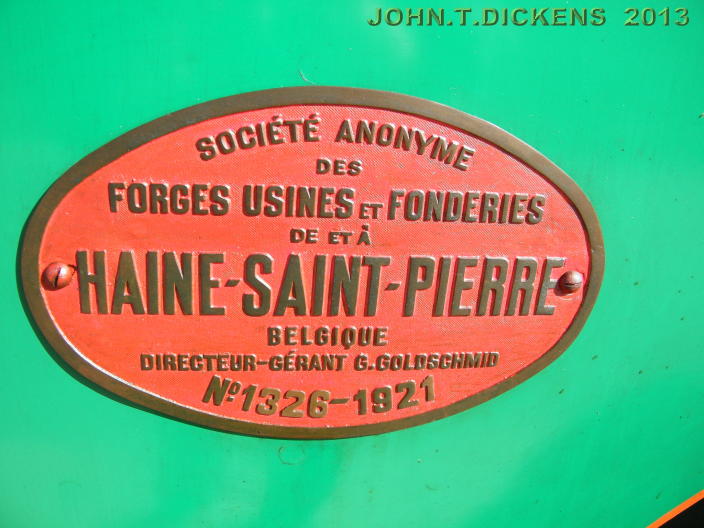 JOHN.T.DICKENS 2013
SOCIÉTÉ ANONYME
DES
FORGES USINES ET FONDERIES
DE ET À
HAINE-SAINT-PIERRE
BELGIQUE
DIRECTEUR-GÉRANT G.GOLDSCHMID
Nº 1326-1921